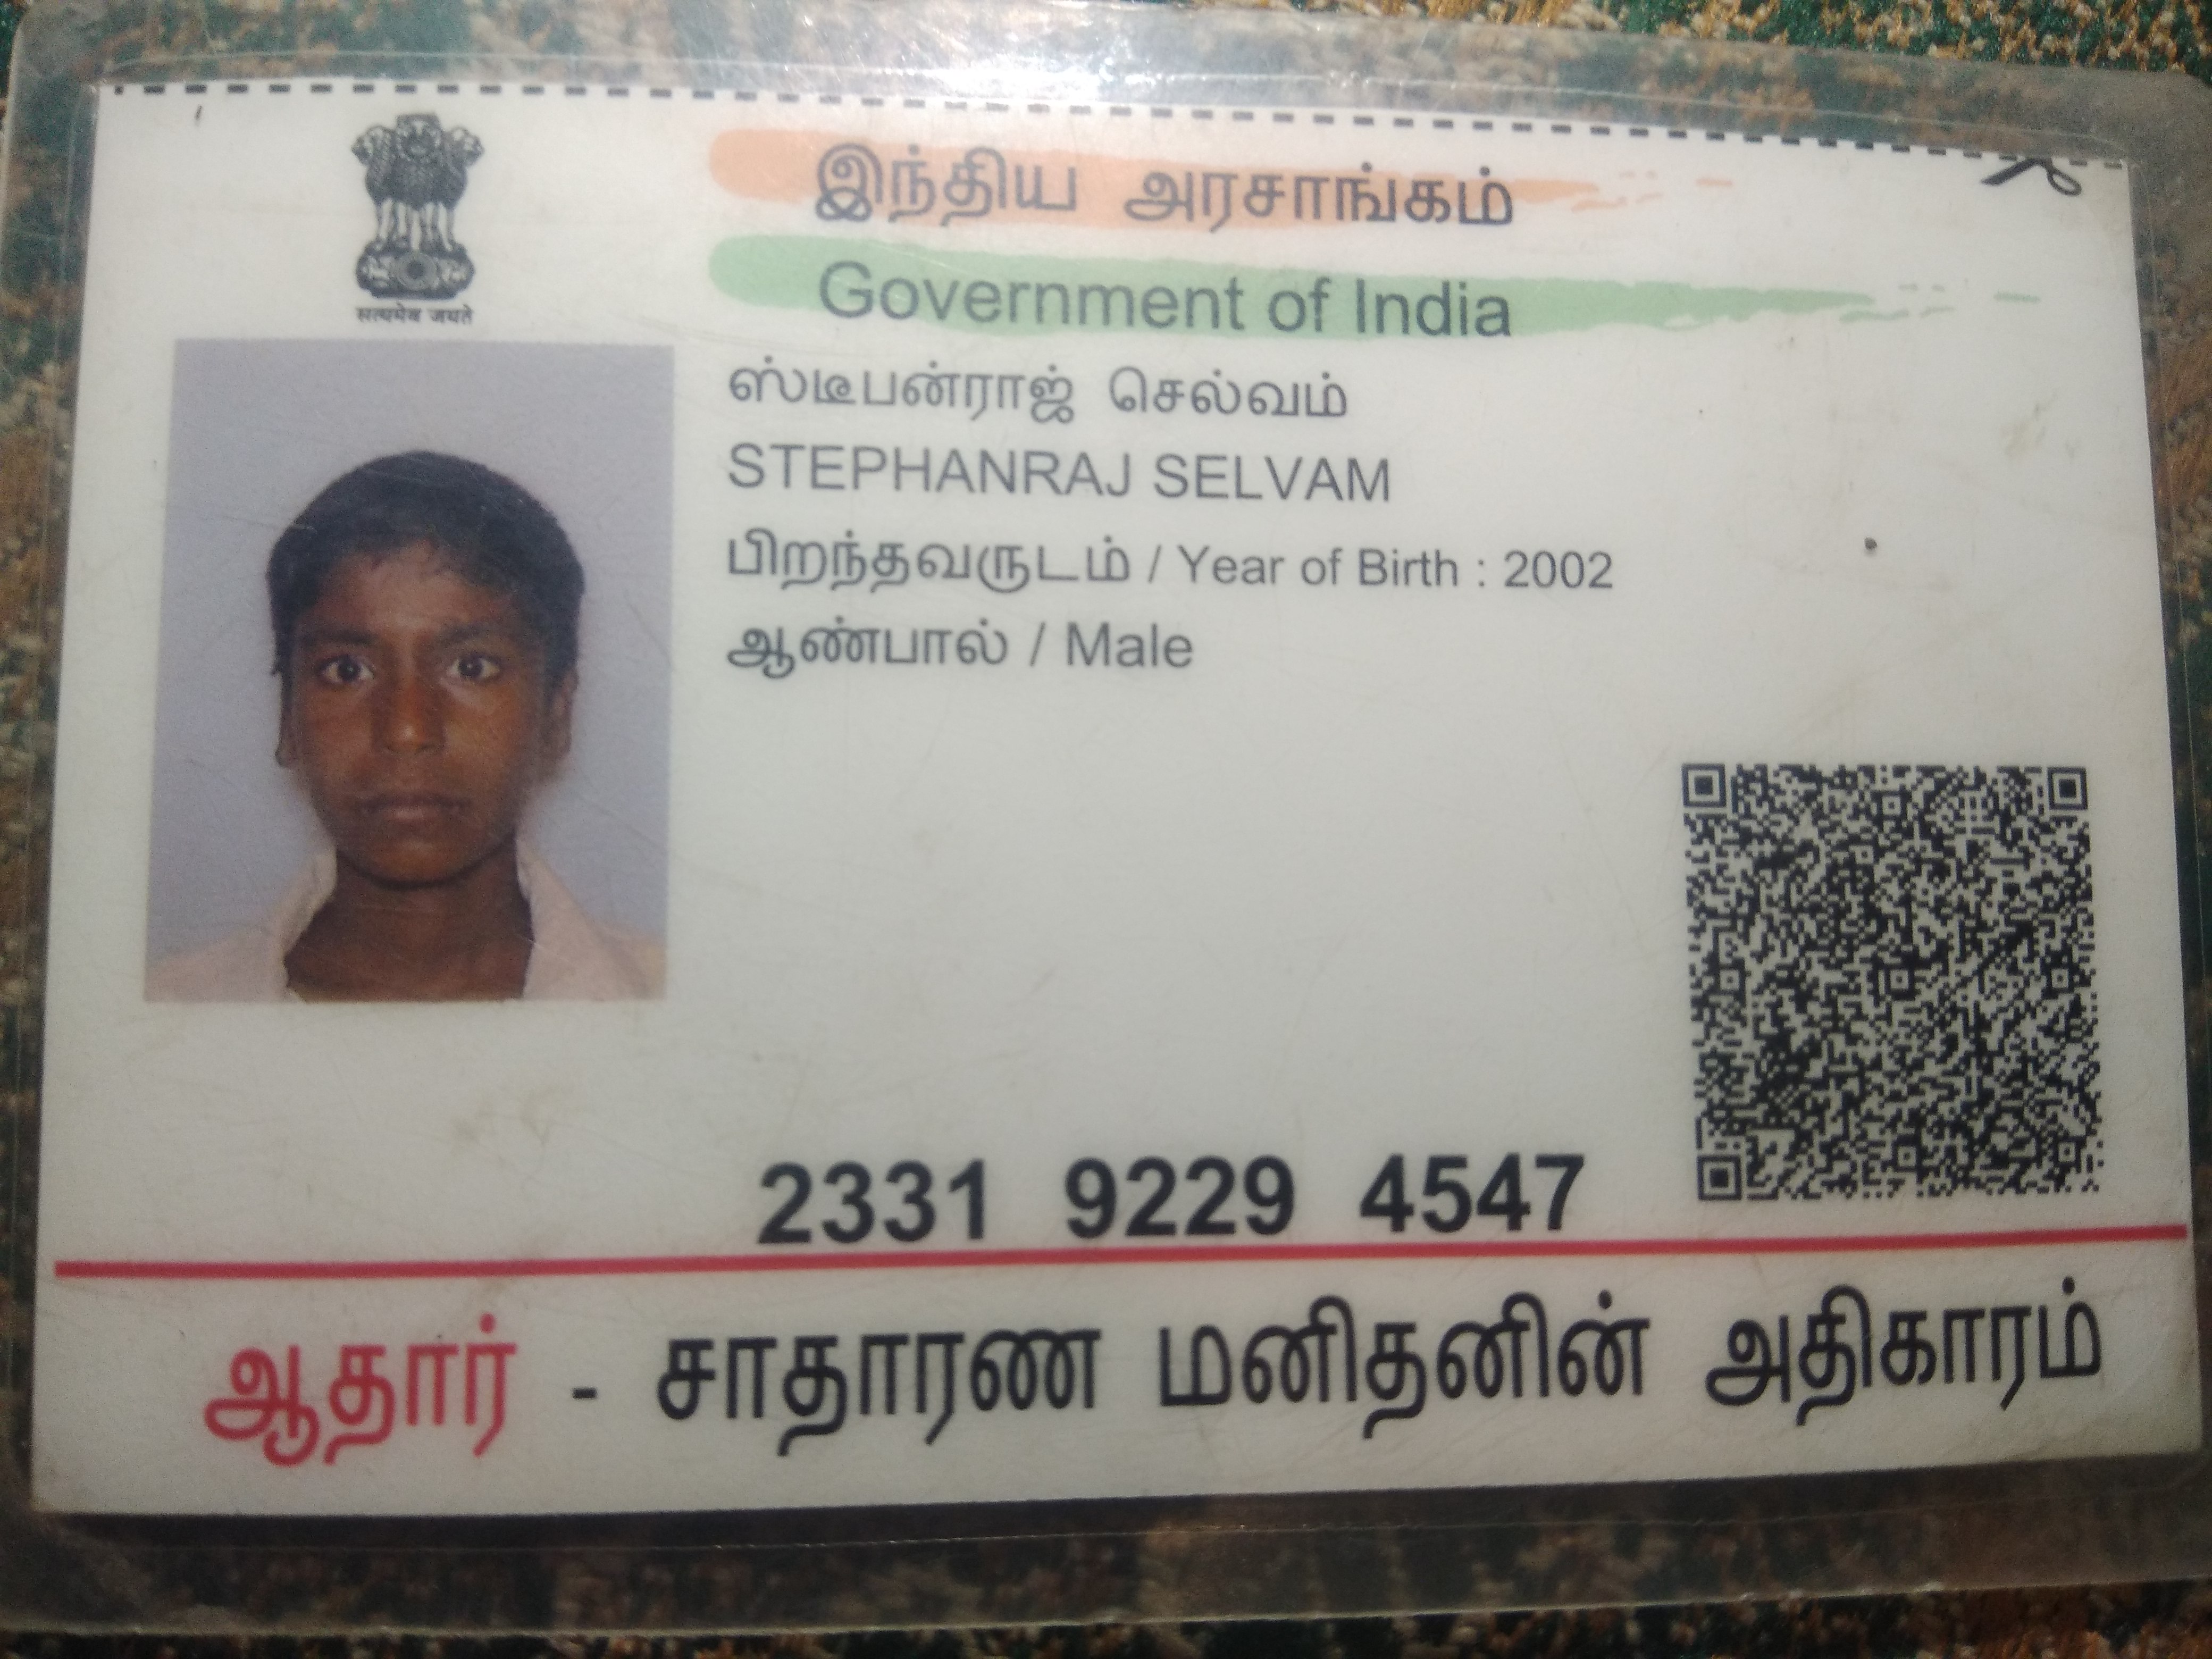 सत्यमेव जयते
இந்திய அரசாங்கம்
Government of India
ஸ்டீபன்ராஜ் செல்வம்
STEPHANRAJ SELVAM
பிறந்தவருடம் / Year of Birth : 2002
ஆண்பால் / Male
2331 9229 4547
ஆதார் - சாதாரண மனிதனின் அதிகாரம்